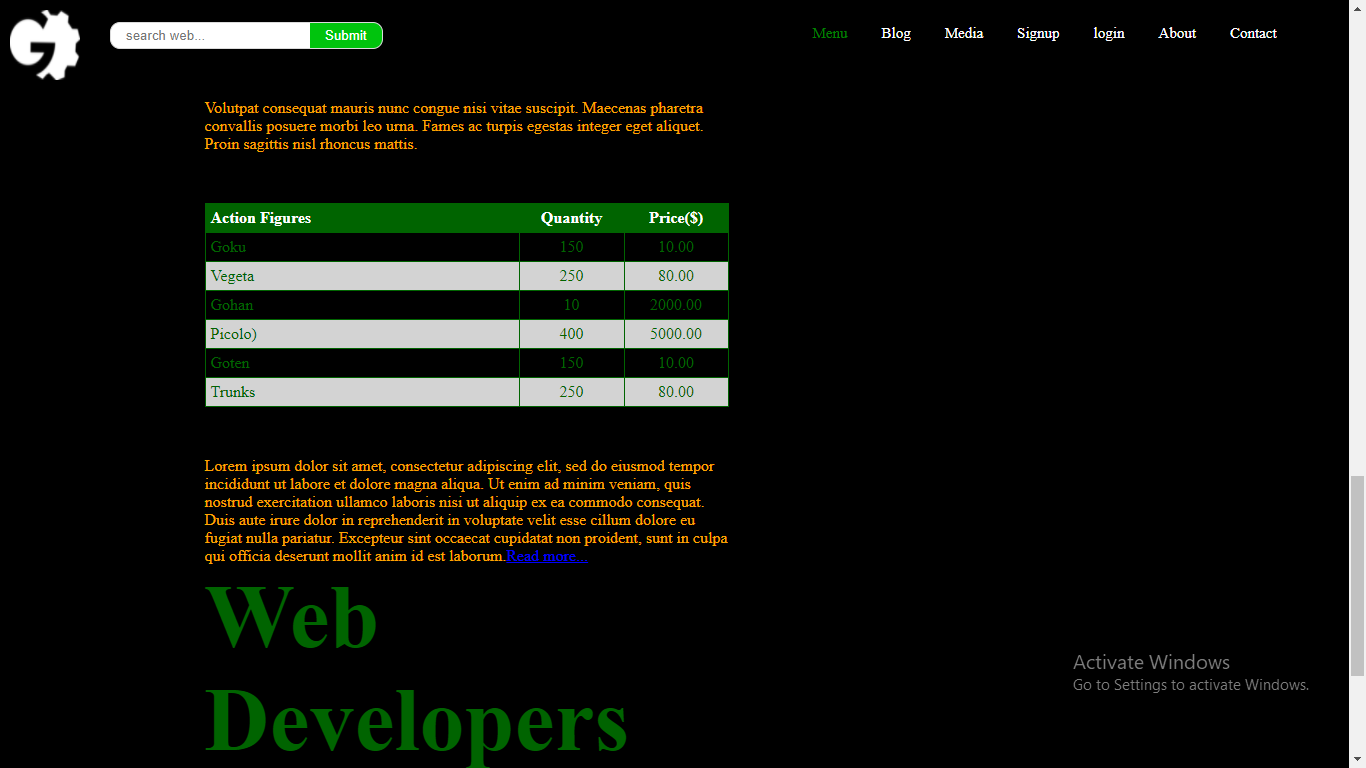 G
search web... Submit Menu Blog Media Signup login About Contact
Volutpat consequat mauris nunc congue nisi vitae suscipit. Maecenas pharetra
convallis posuere morbi leo urna. Fames ac turpis egestas integer eget aliquet.
Proin sagittis nisl rhoncus mattis.
Action Figures Quantity Price($)
Goku 150 10.00
Vegeta 250 80.00
Gohan 10 2000.00
Picolo) 400 5000.00
Goten 150 10.00
Trunks 250 80.00
Lorem ipsum dolor sit amet, consectetur adipiscing elit, sed do eiusmod tempor
incididunt ut labore et dolore magna aliqua. Ut enim ad minim veniam, quis
nostrud exercitation ullamco laboris nisi ut aliquip ex ea commodo consequat.
Duis aute irure dolor in reprehenderit in voluptate velit esse cillum dolore eu
fugiat nulla pariatur. Excepteur sint occaecat cupidatat non proident, sunt in culpa
qui officia deserunt mollit anim id est laborum.Read more...
Web
Developers
Activate Windows
Go to Settings to activate Windows.